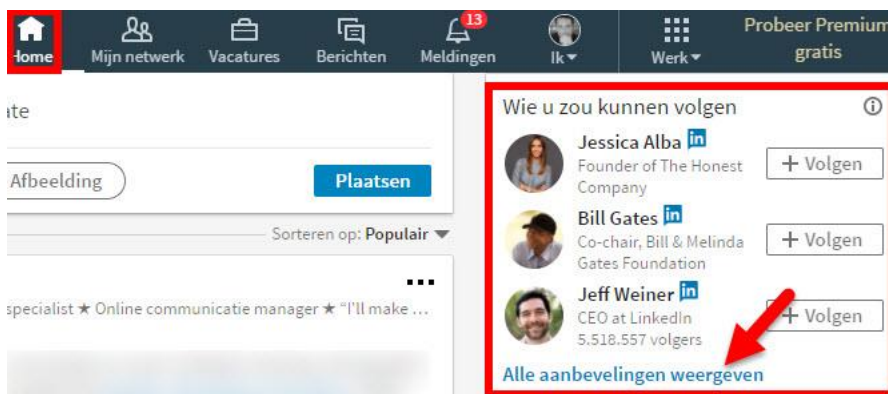 13
Home
Mijn netwerk
Vacatures
Berichten
Meldingen
Ik
Werk
Probeer Premium
gratis
ate
Afbeelding
Plaatsen
Sorteren op: Populair
specialist ★ Online communicatie manager ★ "I'll make ...
Wie u zou kunnen volgen
Jessica Alba in
Founder of The Honest
Company
+ Volgen
Bill Gates in
Co-chair, Bill & Melinda
Gates Foundation
+ Volgen
Jeff Weiner in
CEO at LinkedIn
5.518.557 volgers
+ Volgen
Alle aanbevelingen weergeven